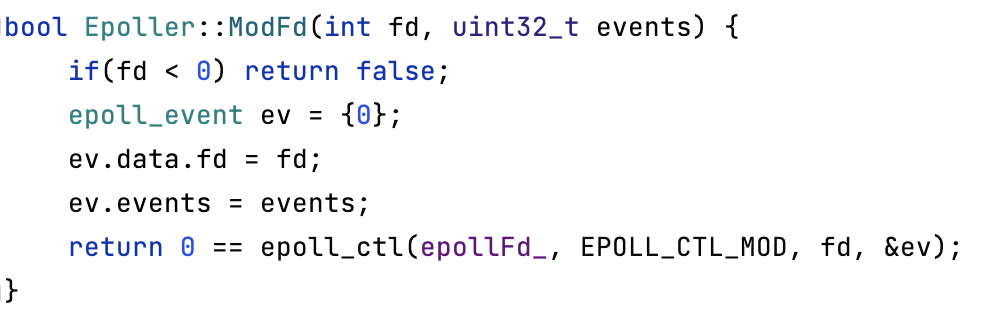 bool Epoller::ModFd(int fd, uint32_t events) {
    if(fd < 0) return false;
    epoll_event ev = {0};
    ev.data.fd = fd;
    ev.events = events;
    return 0 == epoll_ctl(epollFd_, EPOLL_CTL_MOD, fd, &ev);
}